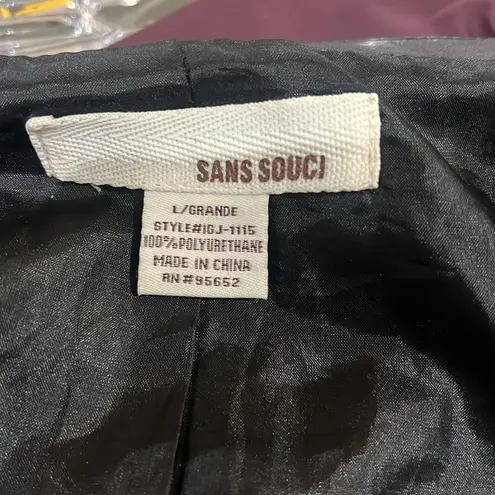 SANS SOUCI
L/GRANDE
STYLE#IGJ-1115
100%POLYURETHANE
MADE IN CHINA
RN#95652